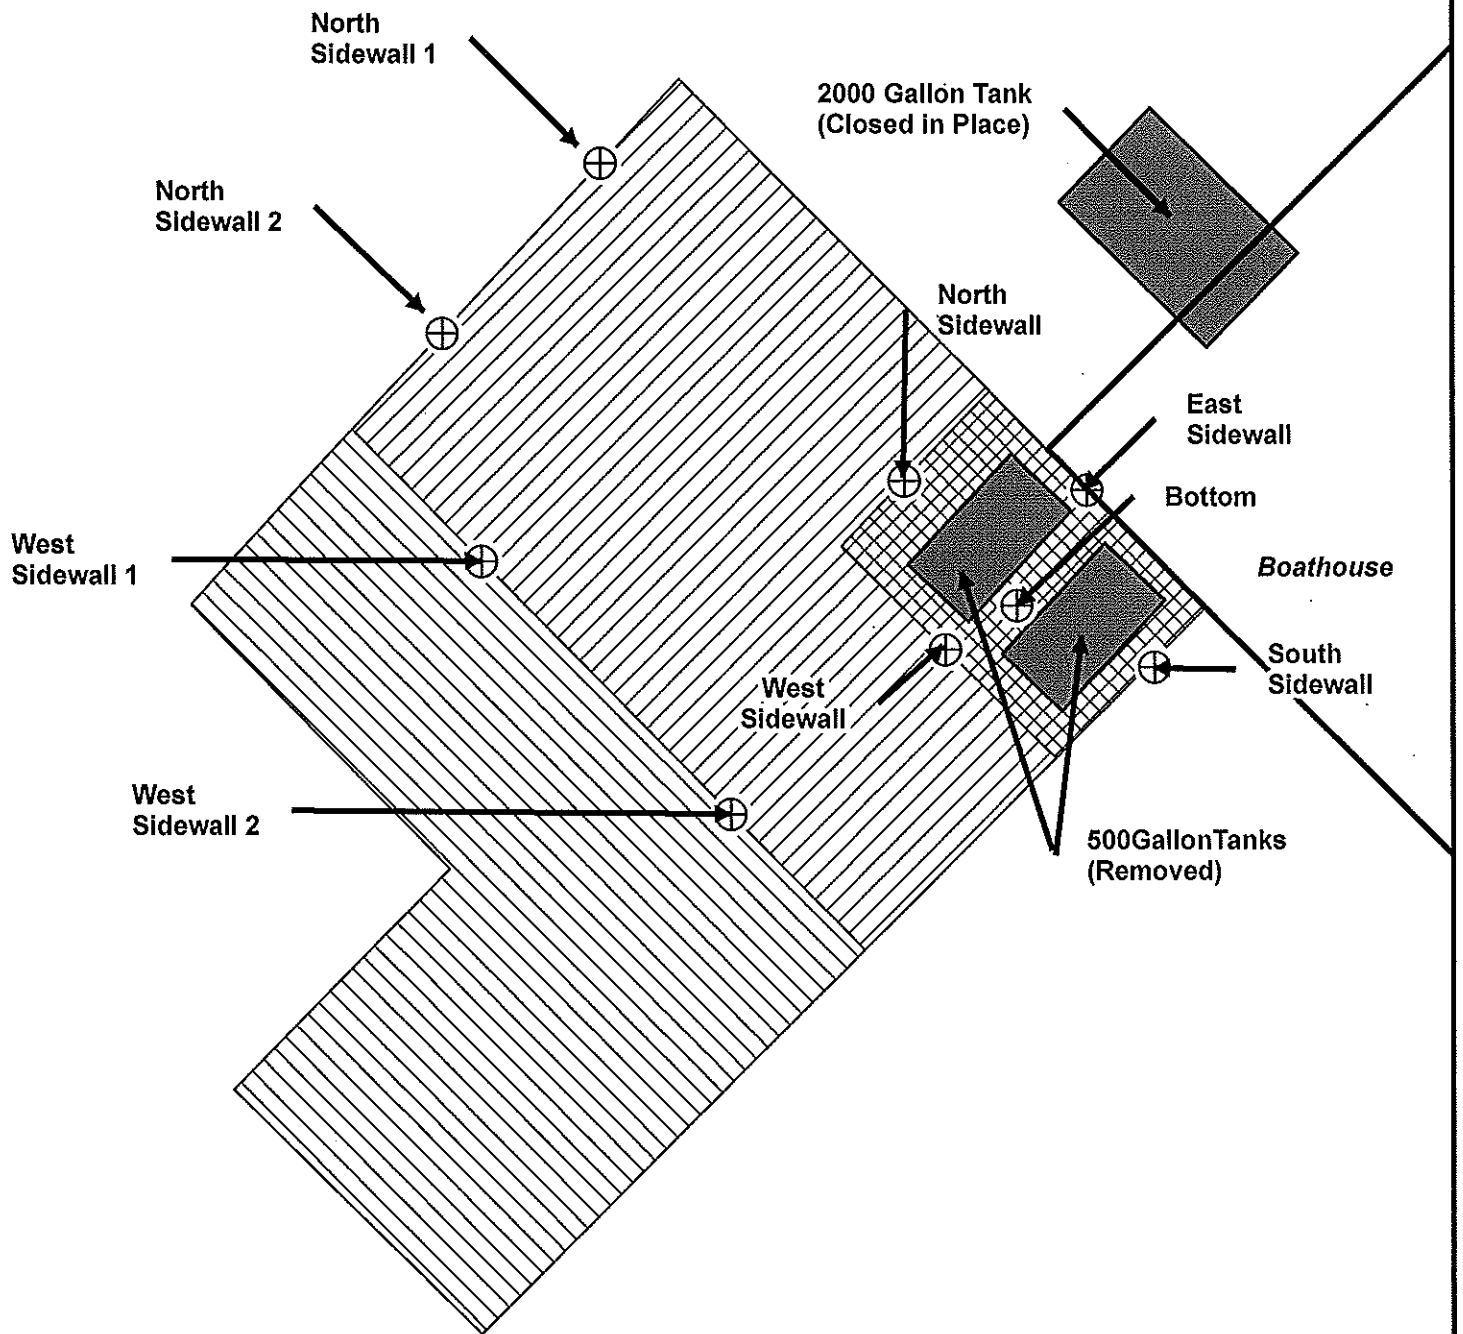 North
Sidewall 1
2000 Gallon Tank
(Closed in Place)
North
Sidewall 2
North
Sidewall
East
Sidewall
Bottom
West
Sidewall 1
Boathouse
South
Sidewall
West
Sidewall
West
Sidewall 2
500GallonTanks
(Removed)